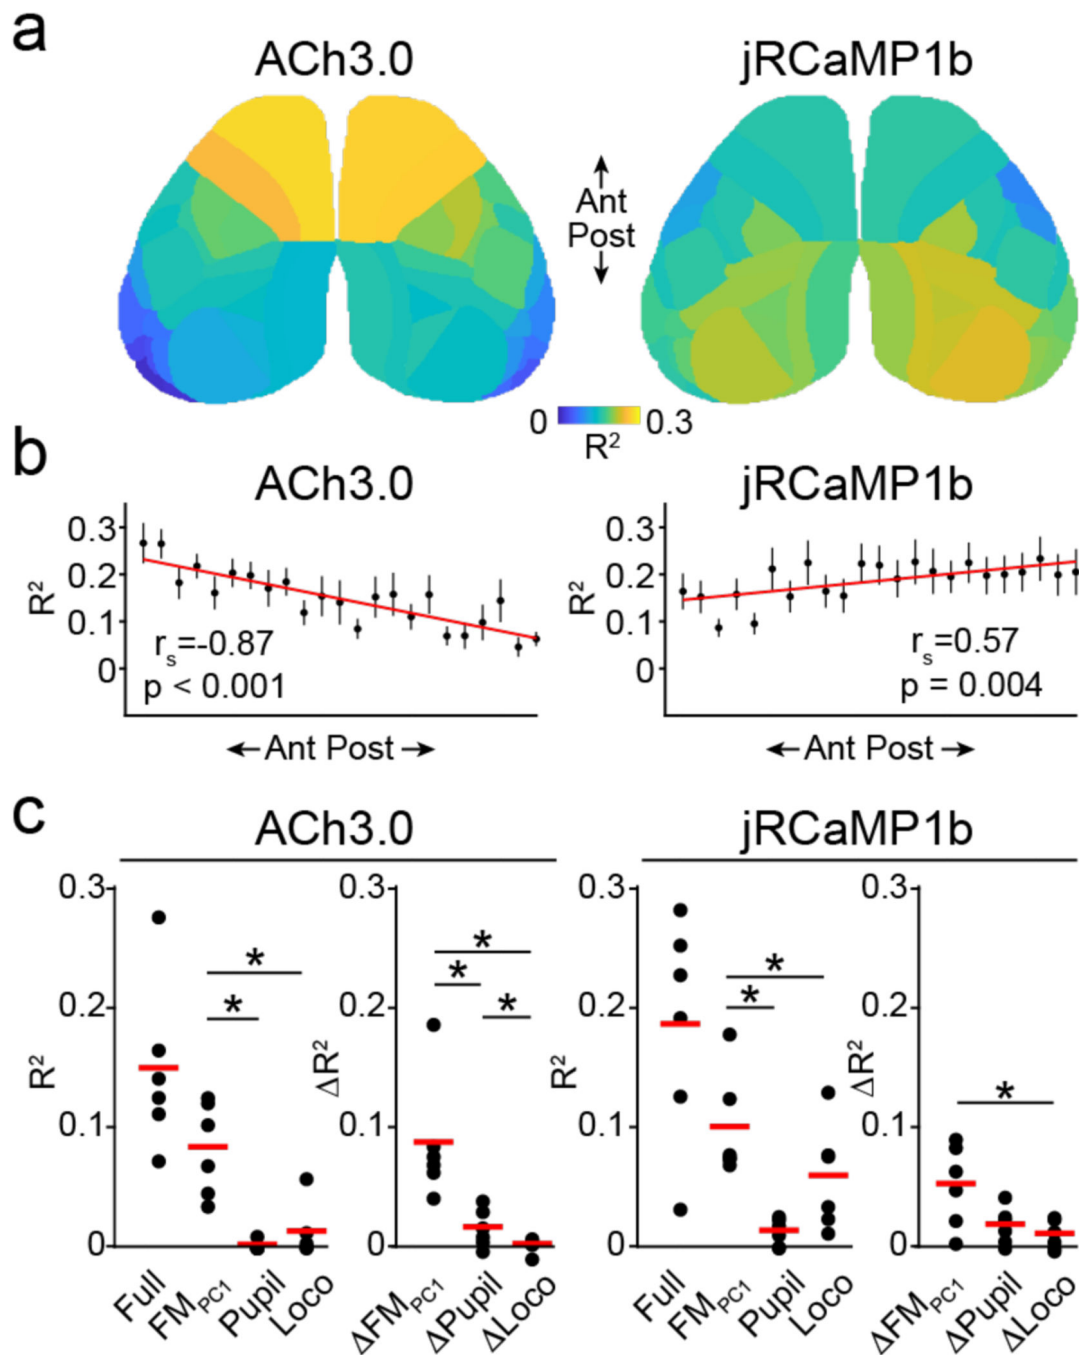 a
ACh3.0
jRCaMP1b
Ant
Post
0
0.3
R²
b
ACh3.0
jRCaMP1b
0.3
0.2
0.1
0
R²
rs=-0.87
p < 0.001
Ant Post
0.3
0.2
0.1
0
R²
rs=0.57
p = 0.004
Ant Post
c
ACh3.0
jRCaMP1b
0.3
0.2
0.1
0
R²
*
*
Full
FMPC1
Pupil
Loco
0.3
0.2
0.1
0
ΔR²
*
*
*
ΔFMPC1
ΔPupil
ΔLoco
0.3
0.2
0.1
0
R²
*
*
Full
FMPC1
Pupil
Loco
0.3
0.2
0.1
0
ΔR²
*
ΔFMPC1
ΔPupil
ΔLoco